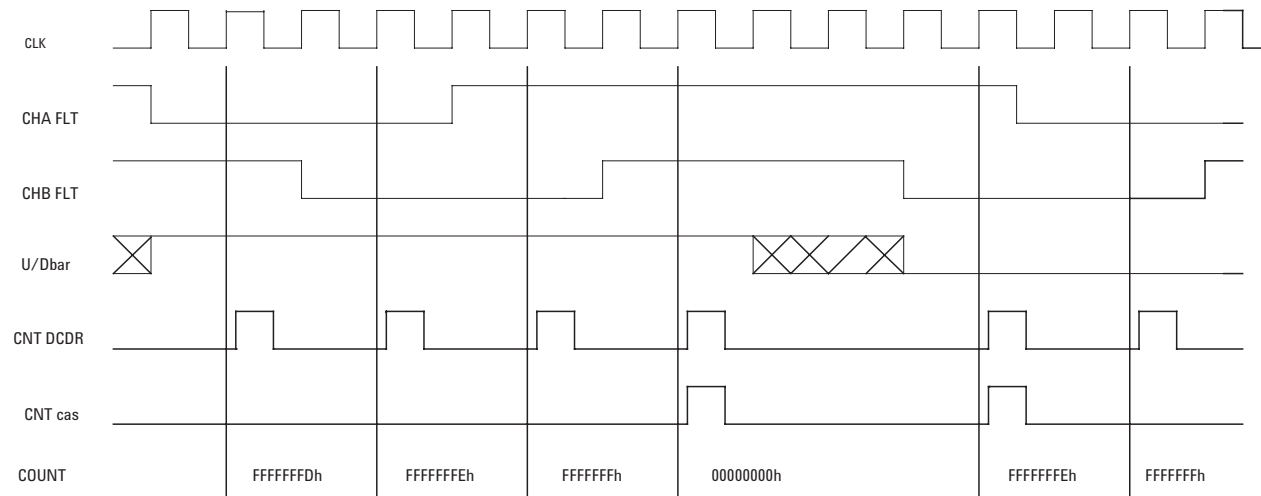 CLK
CHA FLT
CHB FLT
U/Dbar
CNT DCDR
CNT cas
COUNT FFFFFFFDh FFFFFFFEh FFFFFFFh 00000000h FFFFFFFEh FFFFFFFh